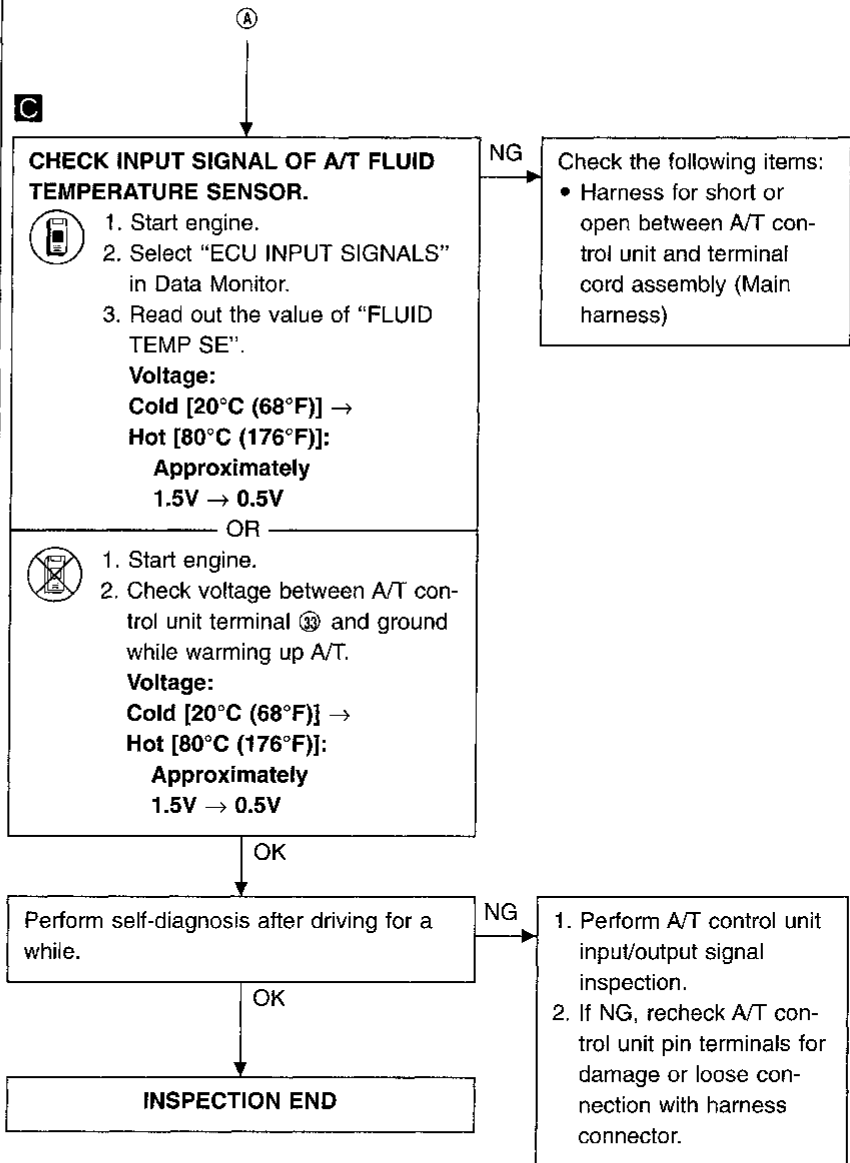 Ⓐ
C
CHECK INPUT SIGNAL OF A/T FLUID
TEMPERATURE SENSOR.
1. Start engine.
2. Select “ECU INPUT SIGNALS”
in Data Monitor.
3. Read out the value of “FLUID
TEMP SE”.
Voltage:
Cold [20°C (68°F)] →
Hot [80°C (176°F)]:
Approximately
1.5V → 0.5V
NG
Check the following items:
• Harness for short or
open between A/T con-
trol unit and terminal
cord assembly (Main
harness)
OR
1. Start engine.
2. Check voltage between A/T con-
trol unit terminal ㉝ and ground
while warming up A/T.
Voltage:
Cold [20°C (68°F)] →
Hot [80°C (176°F)]:
Approximately
1.5V → 0.5V
OK
Perform self-diagnosis after driving for a
while.
NG
1. Perform A/T control unit
input/output signal
inspection.
2. If NG, recheck A/T con-
trol unit pin terminals for
damage or loose con-
nection with harness
connector.
OK
INSPECTION END